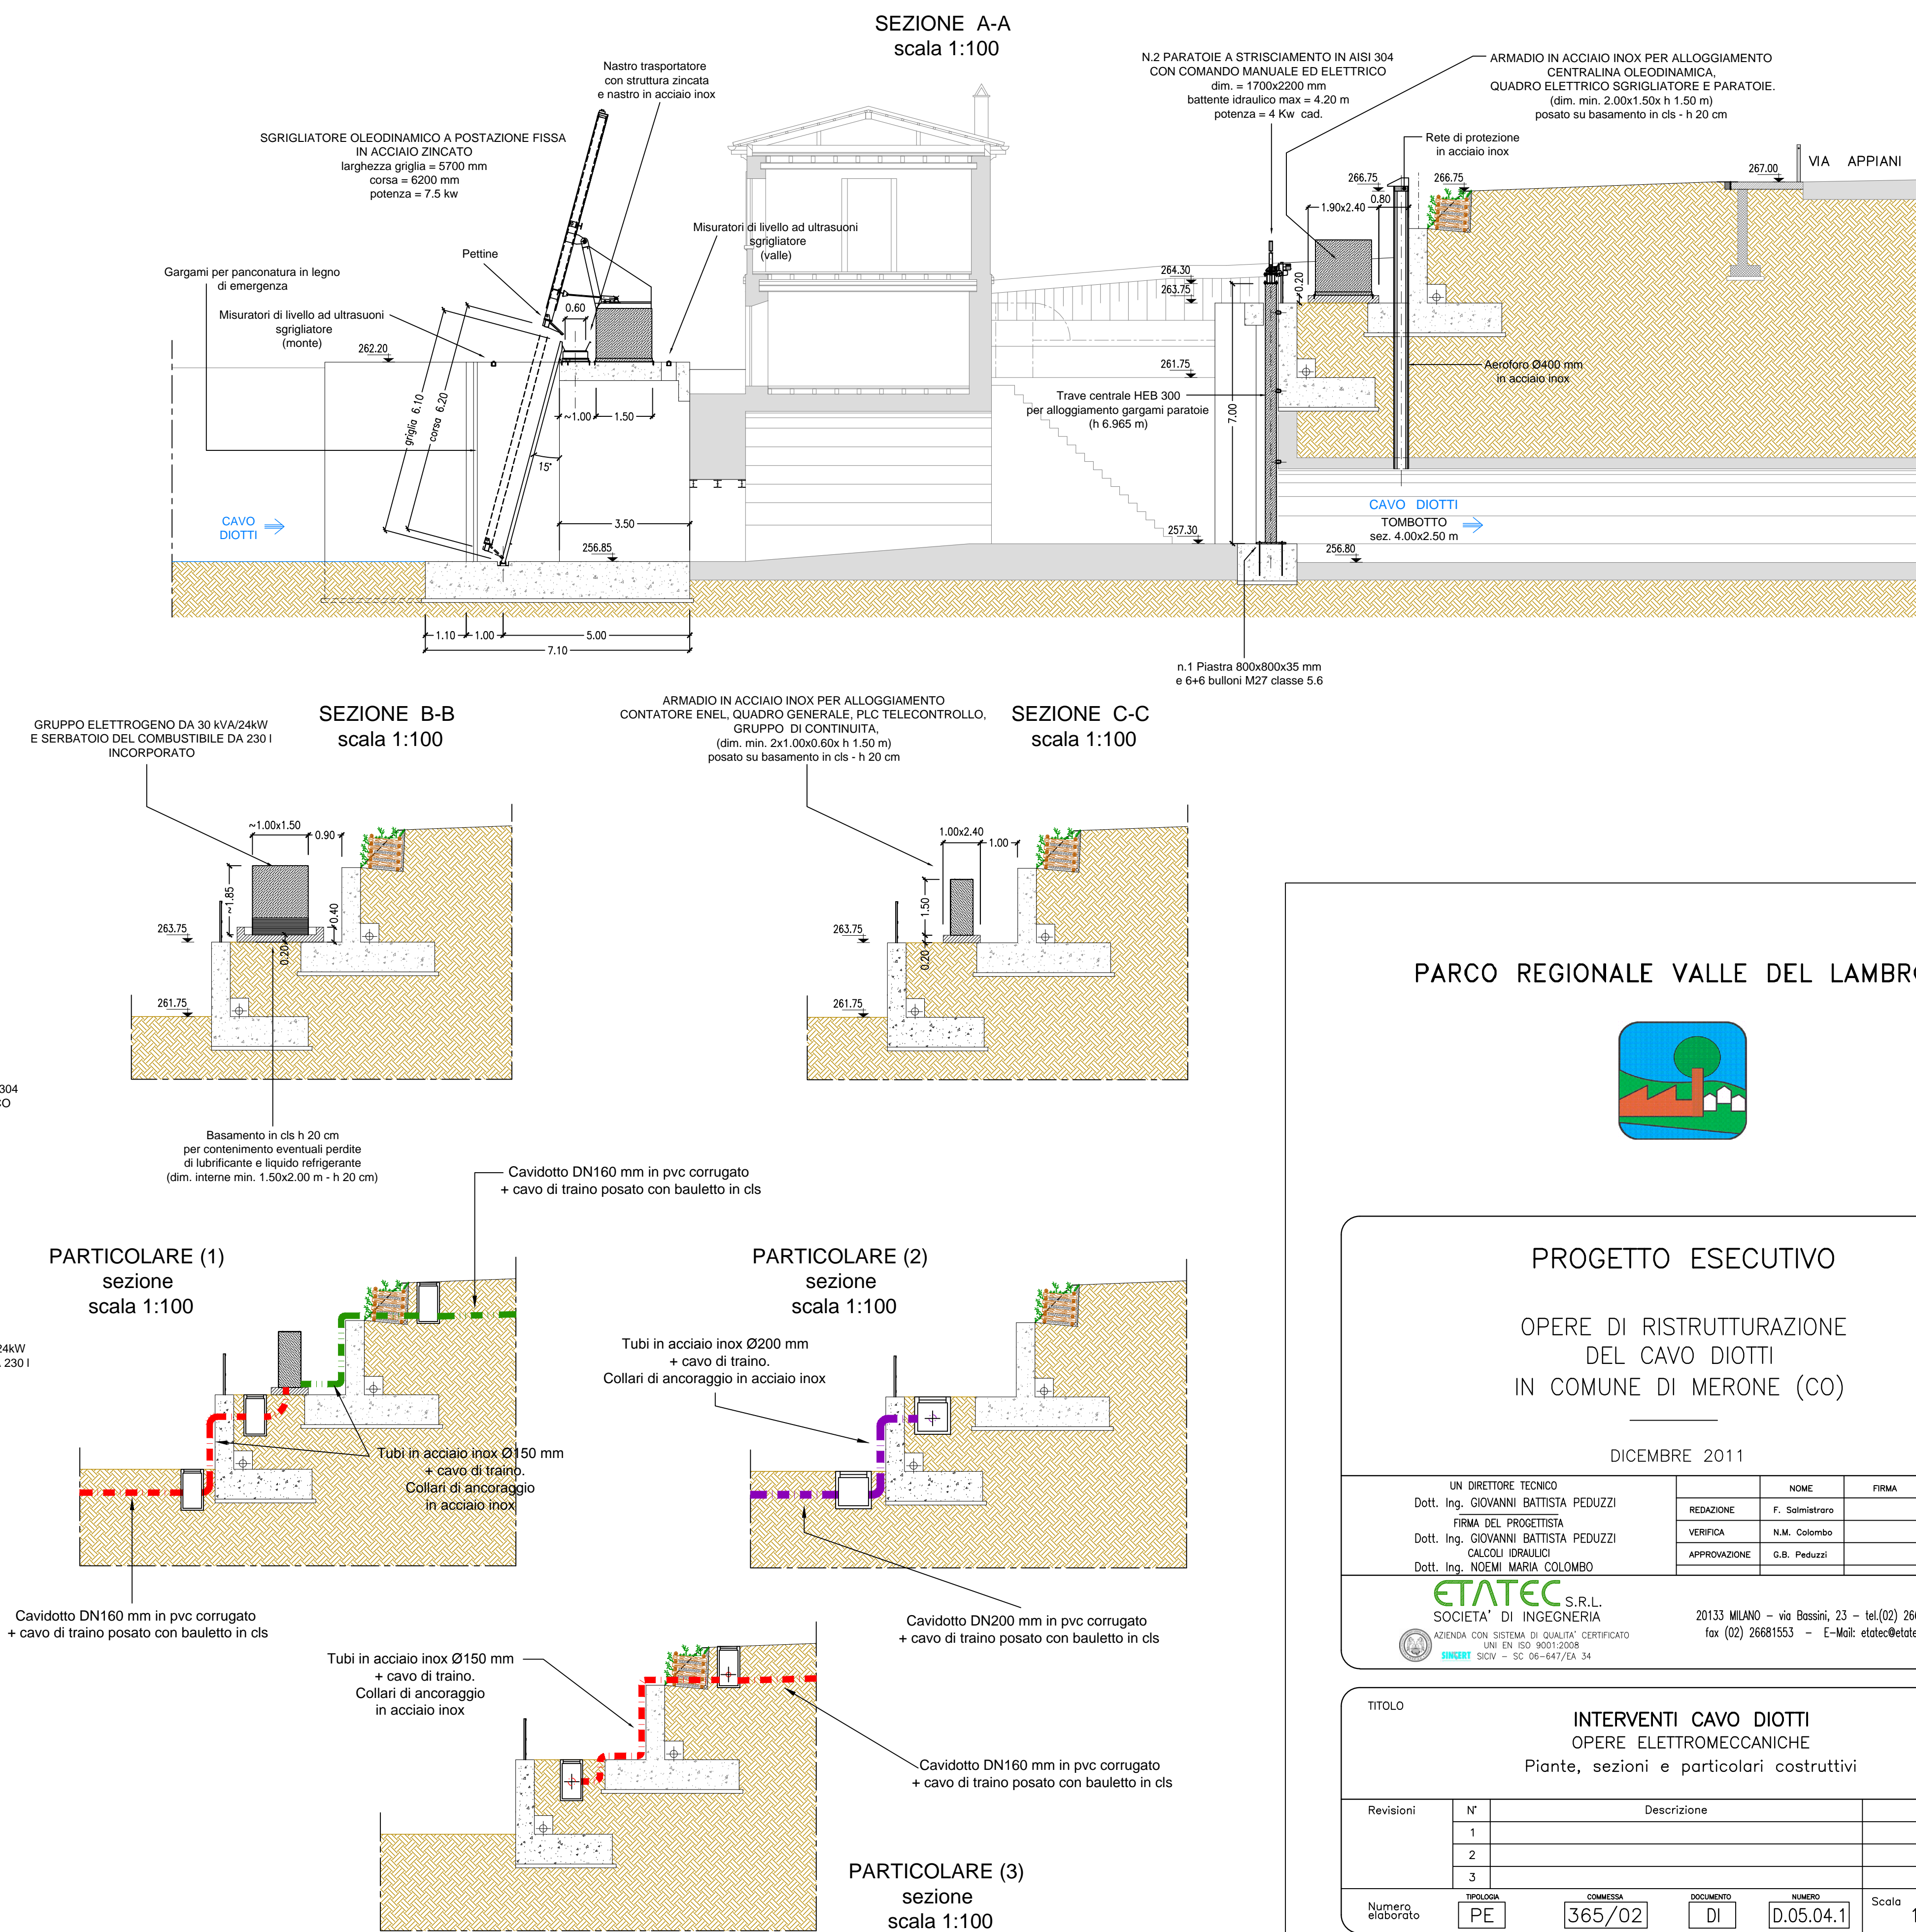 SEZIONE A-A
scala 1:100
Nastro trasportatore
con struttura zincata
e nastro in acciaio inox
SGRIGLIATORE OLEODINAMICO A POSTAZIONE FISSA
IN ACCIAIO ZINCATO
larghezza griglia = 5700 mm
corsa = 6200 mm
potenza = 7.5 kw
N.2 PARATOIE A STRISCIAMENTO IN AISI 304
CON COMANDO MANUALE ED ELETTRICO
dim. = 1700x2200 mm
battente idraulico max = 4.20 m
potenza = 4 Kw cad.
ARMADIO IN ACCIAIO INOX PER ALLOGGIAMENTO
CENTRALINA OLEODINAMICA,
QUADRO ELETTRICO SGRIGLIATORE E PARATOIE.
(dim. min. 2.00x1.50x h 1.50 m)
posato su basamento in cls - h 20 cm
Rete di protezione
in acciaio inox
VIA APPIANI
267.00
266.75
266.75
0.80
1.90x2.40
Misuratori di livello ad ultrasuoni
sgrigliatore
(valle)
Pettine
Gargami per panconatura in legno
di emergenza
Misuratori di livello ad ultrasuoni
sgrigliatore
(monte)
262.20
0.60
264.30
263.75
0.20
261.75
Aeroforo Ø400 mm
in acciaio inox
Trave centrale HEB 300
per alloggiamento gargami paratoie
(h 6.965 m)
7.00
griglia 6.10
corsa 6.20
~1.00
1.50
15°
CAVO
DIOTTI
3.50
256.85
257.30
CAVO DIOTTI
TOMBOTTO
sez. 4.00x2.50 m
256.80
1.10
1.00
5.00
7.10
n.1 Piastra 800x800x35 mm
e 6+6 bulloni M27 classe 5.6
SEZIONE B-B
scala 1:100
GRUPPO ELETTROGENO DA 30 kVA/24kW
E SERBATOIO DEL COMBUSTIBILE DA 230 l
INCORPORATO
~1.00x1.50
0.90
~1.85
0.40
263.75
0.20
261.75
Basamento in cls h 20 cm
per contenimento eventuali perdite
di lubrificante e liquido refrigerante
(dim. interne min. 1.50x2.00 m - h 20 cm)
304
CO
SEZIONE C-C
scala 1:100
ARMADIO IN ACCIAIO INOX PER ALLOGGIAMENTO
CONTATORE ENEL, QUADRO GENERALE, PLC TELECONTROLLO,
GRUPPO DI CONTINUITA,
(dim. min. 2x1.00x0.60x h 1.50 m)
posato su basamento in cls - h 20 cm
1.00x2.40
1.00
1.50
263.75
0.20
261.75
PARTICOLARE (1)
sezione
scala 1:100
Cavidotto DN160 mm in pvc corrugato
+ cavo di traino posato con bauletto in cls
24kW
230 l
Tubi in acciaio inox Ø150 mm
+ cavo di traino.
Collari di ancoraggio
in acciaio inox
Cavidotto DN160 mm in pvc corrugato
+ cavo di traino posato con bauletto in cls
PARTICOLARE (2)
sezione
scala 1:100
Tubi in acciaio inox Ø200 mm
+ cavo di traino.
Collari di ancoraggio in acciaio inox
Cavidotto DN200 mm in pvc corrugato
+ cavo di traino posato con bauletto in cls
Tubi in acciaio inox Ø150 mm
+ cavo di traino.
Collari di ancoraggio
in acciaio inox
Cavidotto DN160 mm in pvc corrugato
+ cavo di traino posato con bauletto in cls
PARTICOLARE (3)
sezione
scala 1:100
PARCO REGIONALE VALLE DEL LAMBRO
PROGETTO ESECUTIVO
OPERE DI RISTRUTTURAZIONE
DEL CAVO DIOTTI
IN COMUNE DI MERONE (CO)
DICEMBRE 2011
UN DIRETTORE TECNICO
Dott. Ing. GIOVANNI BATTISTA PEDUZZI
FIRMA DEL PROGETTISTA
Dott. Ing. GIOVANNI BATTISTA PEDUZZI
CALCOLI IDRAULICI
Dott. Ing. NOEMI MARIA COLOMBO
NOME FIRMA
REDAZIONE F. Salmistraro
VERIFICA N.M. Colombo
APPROVAZIONE G.B. Peduzzi
ETATEC S.R.L.
SOCIETA' DI INGEGNERIA
AZIENDA CON SISTEMA DI QUALITA' CERTIFICATO
UNI EN ISO 9001:2008
SINCERT SICIV - SC 06-647/EA 34
20133 MILANO - via Bassini, 23 - tel.(02) 266
fax (02) 26681553 - E-Mail: etatec@etate
TITOLO
INTERVENTI CAVO DIOTTI
OPERE ELETTROMECCANICHE
Piante, sezioni e particolari costruttivi
Revisioni N° Descrizione
1
2
3
Numero elaborato
TIPOLOGIA COMMESSA DOCUMENTO NUMERO
PE 365/02 DI D.05.04.1
Scala 1